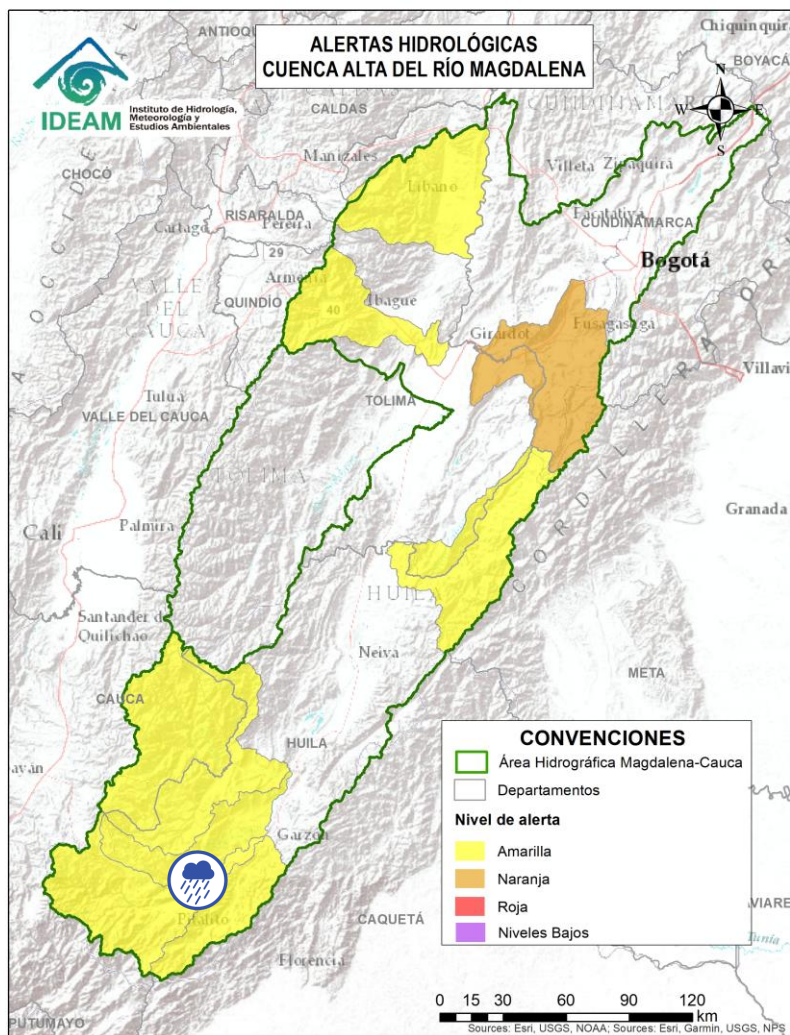 ALERTAS HIDROLÓGICAS
CUENCA ALTA DEL RÍO MAGDALENA
IDEAM
Instituto de Hidrología,
Meteorología y
Estudios Ambientales
Chiquinquirá
BOYACÁ
N
W
E
S
CALDAS
Manizales
Líbano
Villeta
Zipaquirá
CHOCÓ
RISARALDA
Pereira
Cartago
Facatativá
CUNDINAMARCA
Bogotá
29
Armenia
VALLE
DEL
CAUCA
QUINDÍO
40
Ibagué
Girardot
Fusagasugá
Tuluá
TOLIMA
VALLE DEL CAUCA
TOLIMA
CORDILLERA
Granada
Cali
Palmira
Santander de
Quilichao
HUILA
Neiva
META
CAUCA
HUILA
Garzón
Pitalito
CAQUETÁ
Florencia
PUTUMAYO
CONVENCIONES
Área Hidrográfica Magdalena-Cauca
Departamentos
Nivel de alerta
Amarilla
Naranja
Roja
Niveles Bajos
0 15 30 60 90 120
km
Sources: Esri, USGS, NOAA; Sources: Esri, Garmin, USGS, NPS